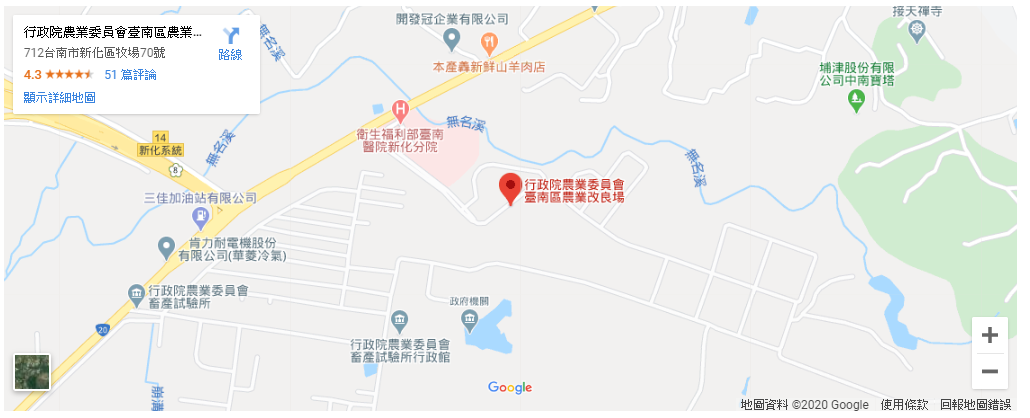 行政院農業委員會臺南區農業...
712台南市新化區牧場70號
4.3
51 篇評論
顯示詳細地圖
路線
開發冠企業有限公司
本產羴新鮮山羊肉店
接天禪寺
埔津股份有限
公司中南寶塔
無名溪
無名溪
無名溪
無名溪
衛生福利部臺南
醫院新化分院
14
新化系統
8
行政院農業委員會
臺南區農業改良場
三佳加油站有限公司
肯力耐電機股份
有限公司(華菱冷氣)
行政院農業委員會
畜產試驗所
20
政府機關
行政院農業委員會
畜產試驗所行政館
Google
地圖資料 ©2020 Google
使用條款
回報地圖錯誤